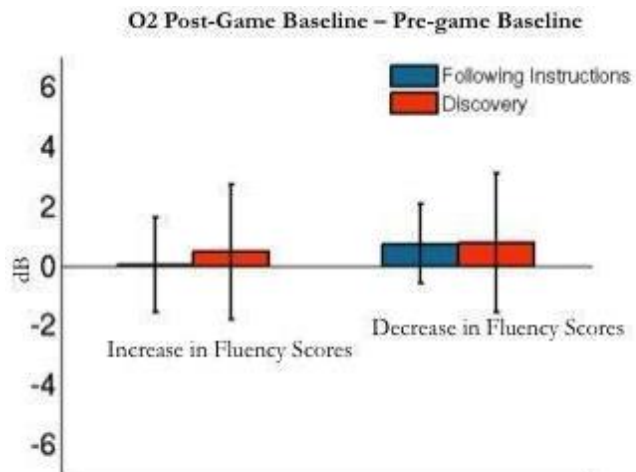 O2 Post-Game Baseline – Pre-game Baseline
Following Instructions
Discovery
6
4
2
0
-2
-4
-6
dB
Increase in Fluency Scores
Decrease in Fluency Scores